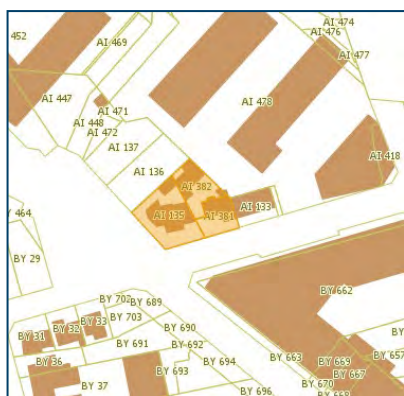 AI 474
AI 476
452
AI 469
AI 477
AI 447
AI 471
AI 478
AI 448
AI 472
AI 137
AI 418
AI 136
AI 382
AI 133
AI 135
AI 381
464
BY 29
BY 662
BY 702
BY 689
BY 33
BY 703
BY 32
BY 31
BY 690
BY 691
BY 692
BY 663
BY 669
BY 657
BY 36
BY 694
BY 667
BY 693
BY 37
BY 670
BY 696
BY 668